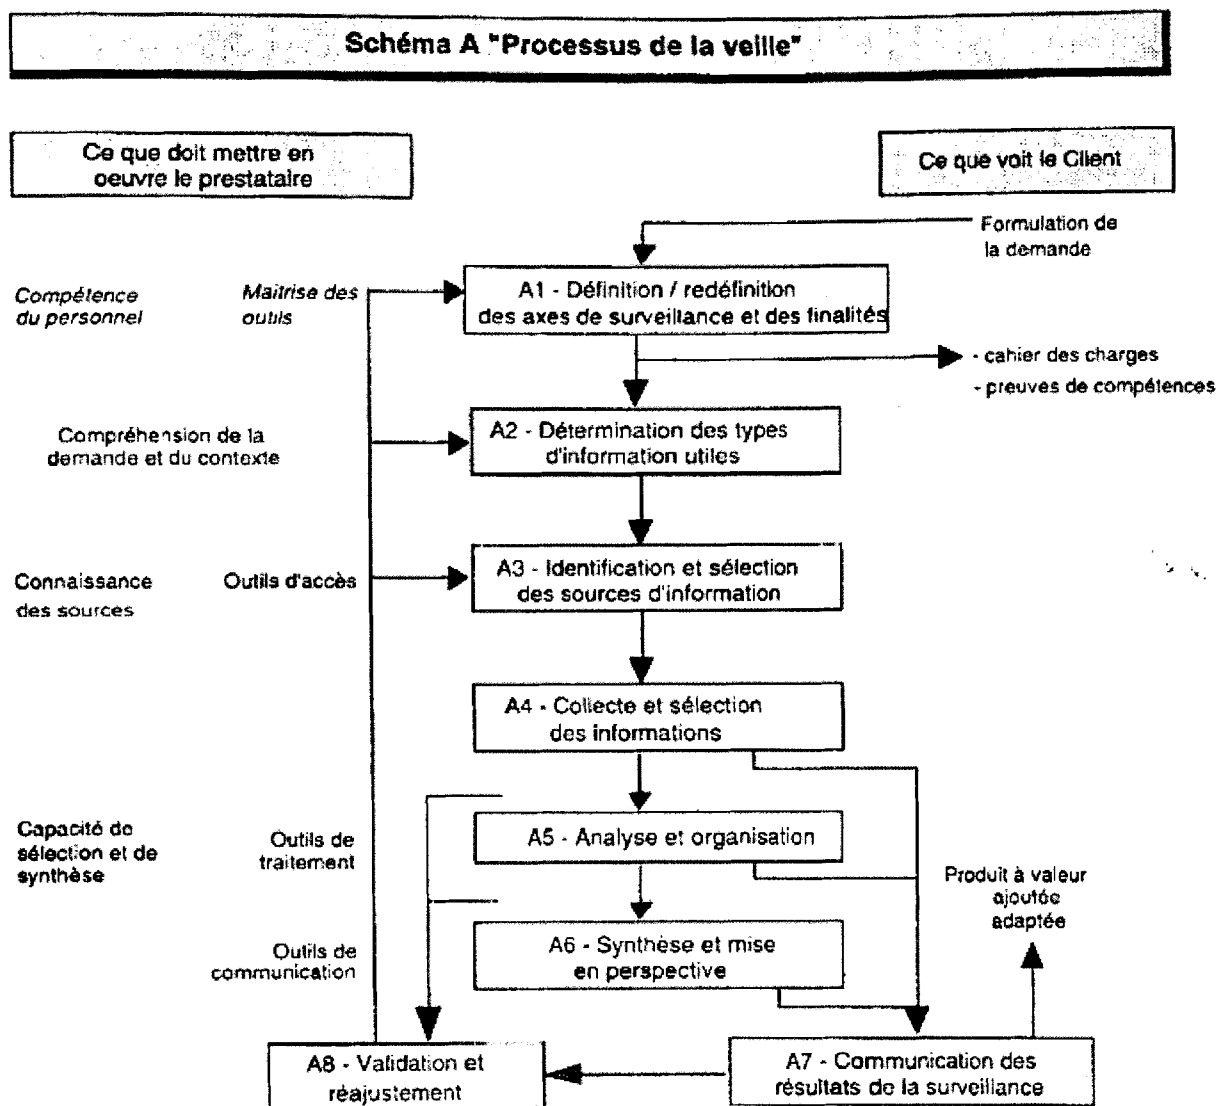 Schéma A "Processus de la veille"
Ce que doit mettre en
oeuvre le prestataire
Ce que voit le Client
Formulation de
la demande
Compétence
du personnel
Maîtrise des
outils
A1 - Définition / redéfinition
des axes de surveillance et des finalités
- cahier des charges
- preuves de compétences
Compréhension de la
demande et du contexte
A2 - Détermination des types
d'information utiles
Connaissance
des sources
Outils d'accès
A3 - Identification et sélection
des sources d'information
A4 - Collecte et sélection
des informations
Capacité de
sélection et de
synthèse
Outils de
traitement
A5 - Analyse et organisation
Produit à valeur
ajoutée
adaptée
Outils de
communication
A6 - Synthèse et mise
en perspective
A8 - Validation et
réajustement
A7 - Communication des
résultats de la surveillance